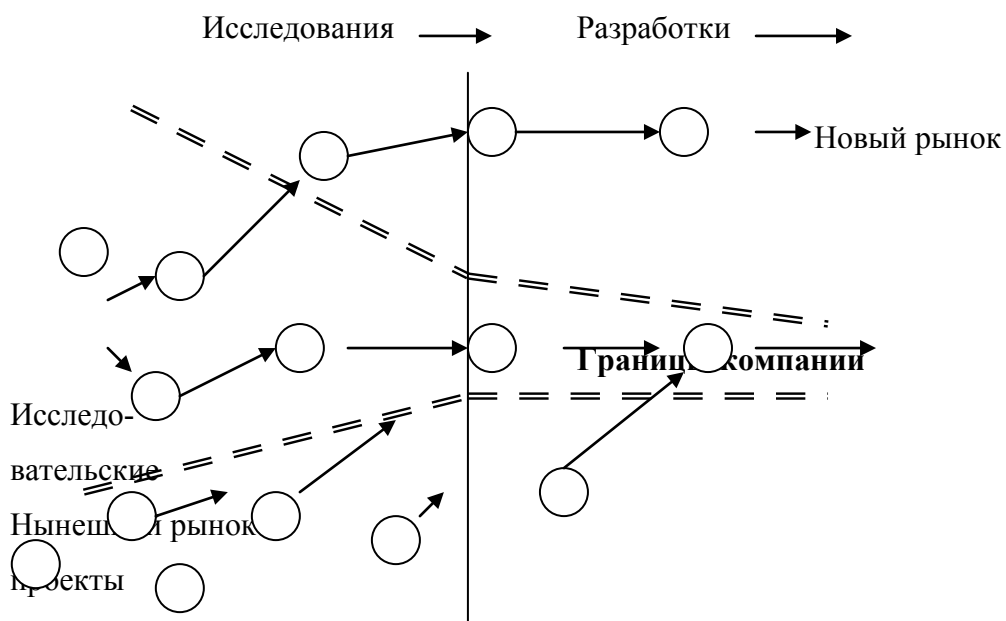 Исследования
Разработки
Новый рынок
Границы компании
Исследо-
вательские
Нынешний рынок
проекты